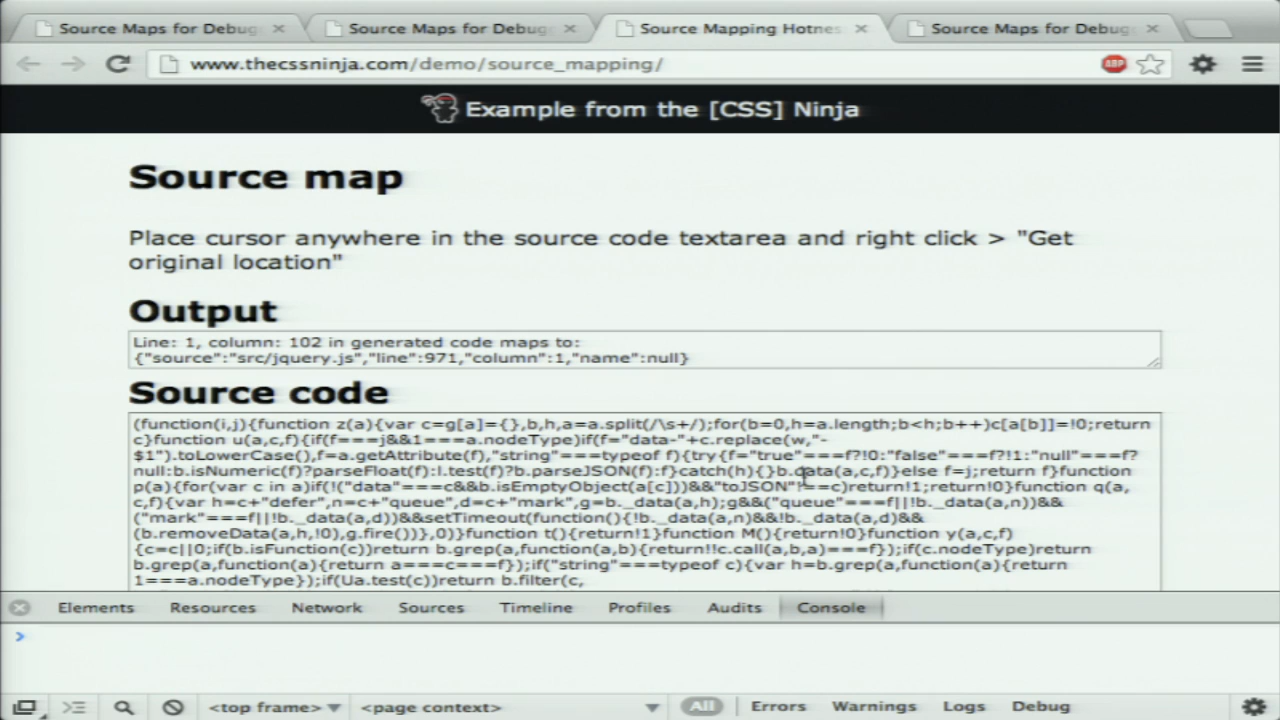 Source Maps for Debug
Source Maps for Debug
Source Mapping Hotnes
Source Maps for Debug
www.thecssninja.com/demo/source_mapping/
ABP
Example from the [CSS] Ninja
Source map
Place cursor anywhere in the source code textarea and right click > "Get
original location"
Output
Line: 1, column: 102 in generated code maps to:
{"source":"src/jquery.js","line":971,"column":1,"name":null}
Source code
(function(i,j){function z(a){var c=g[a]={},b,h,a=a.split(/\s+/);for(b=0,h=a.length;b<h;b++)c[a[b]]=!0;return
c}function u(a,c,f){if(f===j&&1===a.nodeType)if(f="data-"+c.replace(w,"-
$1").toLowerCase(),f=a.getAttribute(f),"string"===typeof f){try{f="true"===f?!0:"false"===f?!1:"null"===f?
null:b.isNumeric(f)?parseFloat(f):l.test(f)?b.parseJSON(f):f}catch(h){}b.data(a,c,f)}else f=j;return f}function
p(a){for(var c in a)if(!("data"===c&&b.isEmptyObject(a[c]))&&"toJSON"!==c)return!1;return!0}function q(a,
c,f){var h=c+"defer",n=c+"queue",d=c+"mark",g=b._data(a,h);g&&("queue"===f||!b._data(a,n))&&
("mark"===f||!b._data(a,d))&&setTimeout(function(){!b._data(a,n)&&!b._data(a,d)&&
(b.removeData(a,h,!0),g.fire())},0)}function t(){return!1}function M(){return!0}function y(a,c,f)
{c=c||0;if(b.isFunction(c))return b.grep(a,function(a,b){return!!c.call(a,b,a)===f});if(c.nodeType)return
b.grep(a,function(a){return a===c===f});if("string"===typeof c){var h=b.grep(a,function(a){return
1===a.nodeType});if(Ua.test(c))return b.filter(c,
Elements Resources Network Sources Timeline Profiles Audits Console
<top frame> <page context> All Errors Warnings Logs Debug